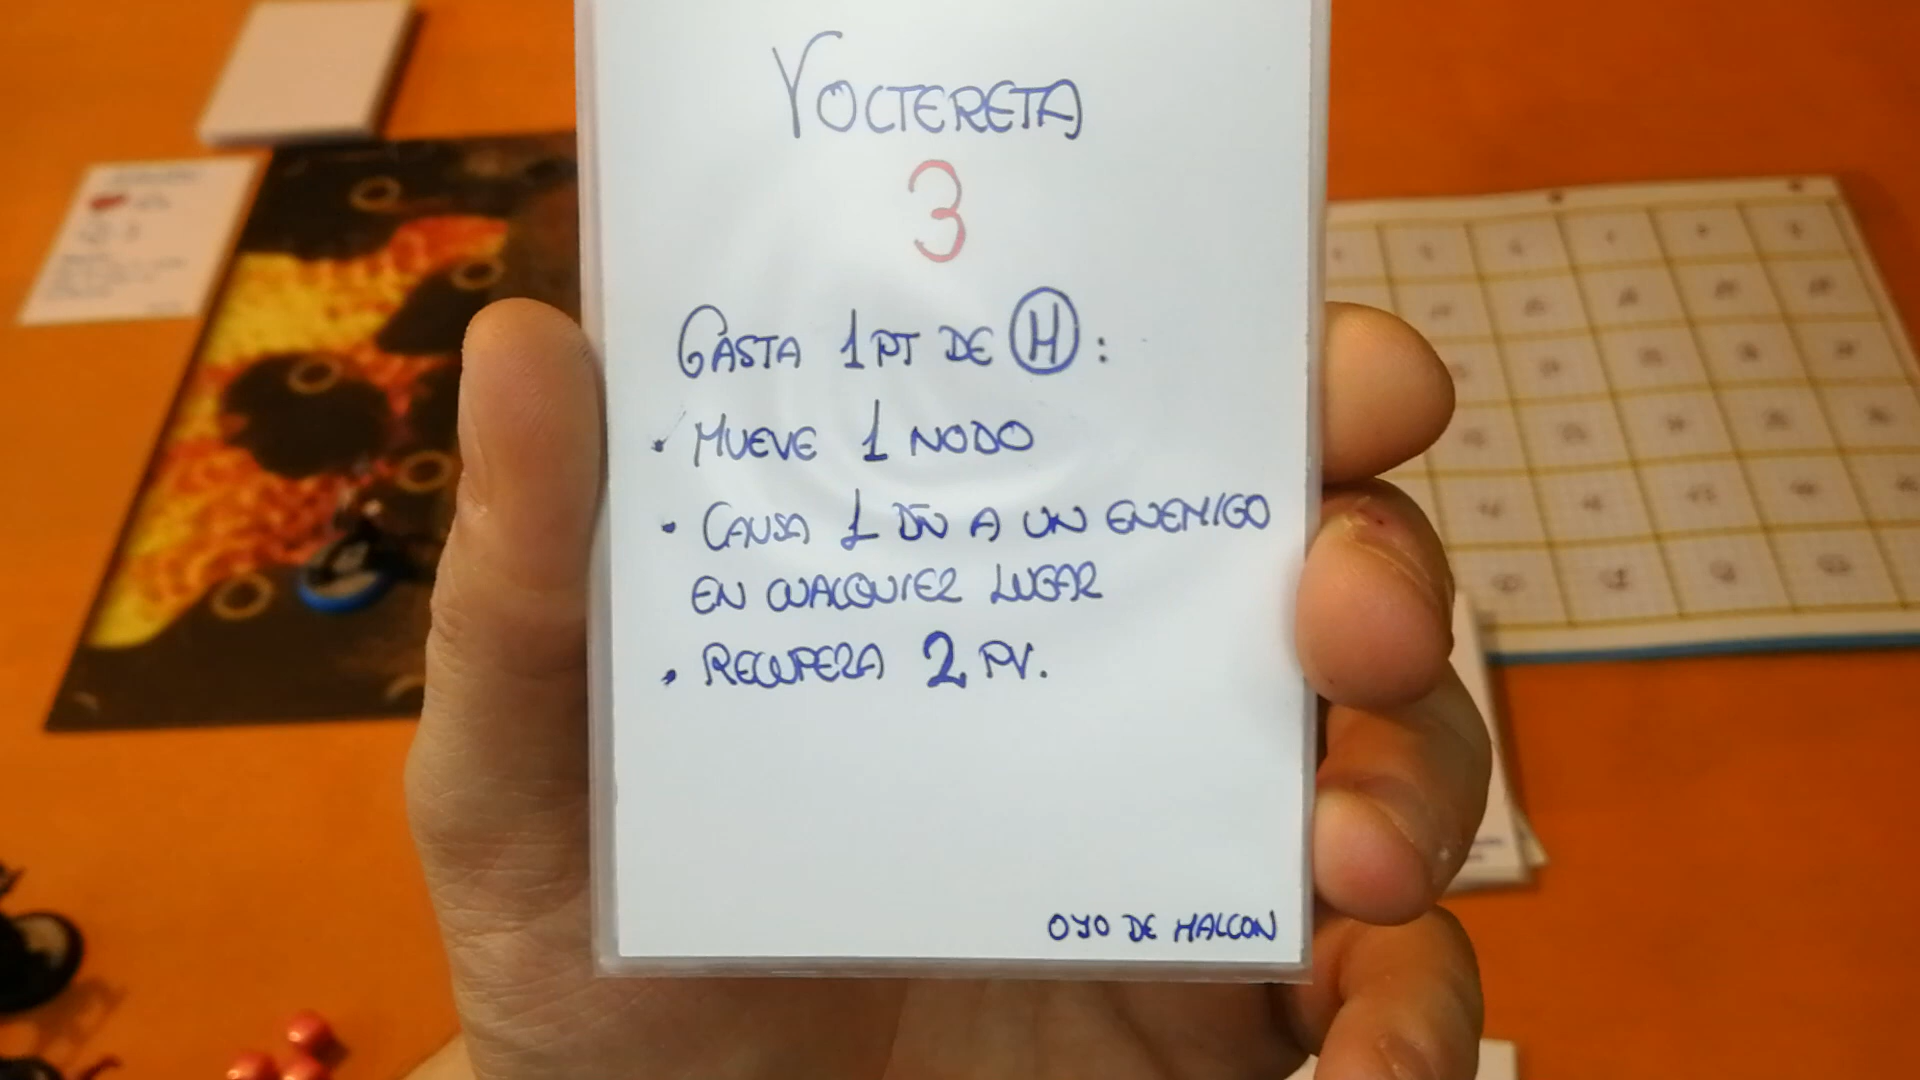 VOLTERETA
3
GASTA 1 PT DE H :
• MUEVE 1 NODO
• CAUSA 1 DÑ A UN ENEMIGO
EN CUALQUIER LUGAR
• RECUPERA 2 PV.
OJO DE HALCON